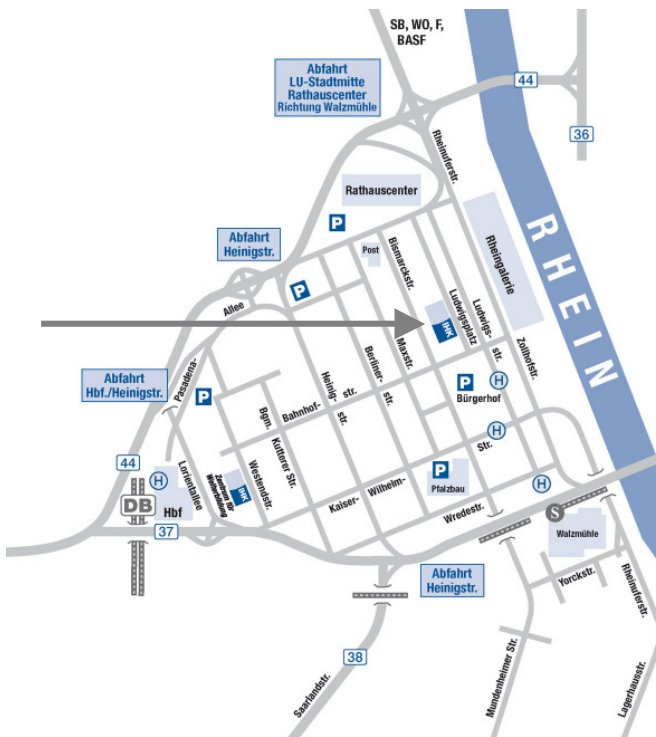 SB, WO, F,
BASF
Abfahrt
LU-Stadtmitte
Rathauscenter
Richtung Walzmühle
44
36
Rheinuferstr.
Rathauscenter
P
Abfahrt
Heinigstr.
Post
Bismarckstr.
Rheingalerie
RHEIN
P
Allee
IHK
Ludwigsplatz
Ludwigs-
str.
Maxstr.
Zollhofstr.
Pasadena-
Abfahrt
Hbf./Heinigstr.
Berliner-
str.
Heinig-
str.
P
Bürgerhof
H
P
Bahnhof-
str.
Bgm.
Kutterer Str.
H
Str.
44
Lorientallee
H
Zentrum für
Weiterbildung
IHK
Westendstr.
P
Pfalzbau
Kaiser-
Wilhelm-
H
DB
Hbf
Wredestr.
S
Walzmühle
37
Abfahrt
Heinigstr.
Yorckstr.
Rheinuferstr.
38
Saarlandstr.
Mundenheimer Str.
Lagerhausstr.